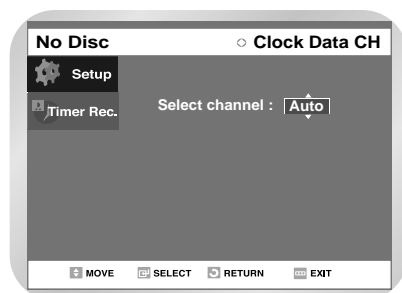 No Disc
Clock Data CH
Setup
Timer Rec.
Select channel : Auto
MOVE SELECT RETURN EXIT